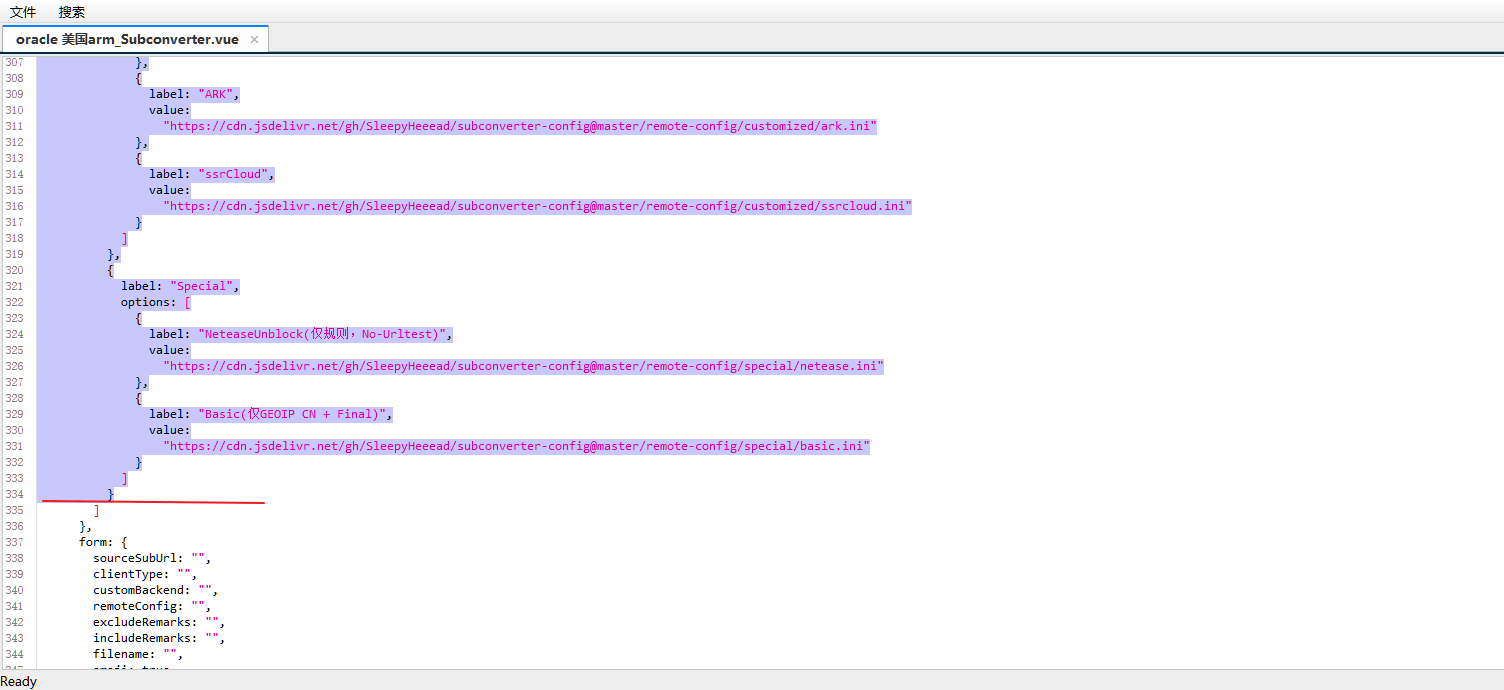 文件 搜索
oracle 美国arm_Subconverter.vue ×
307 },
308 {
309 label: "ARK",
310 value:
311 "https://cdn.jsdelivr.net/gh/SleepyHeeead/subconverter-config@master/remote-config/customized/ark.ini"
312 },
313 {
314 label: "ssrCloud",
315 value:
316 "https://cdn.jsdelivr.net/gh/SleepyHeeead/subconverter-config@master/remote-config/customized/ssrcloud.ini"
317 }
318 ]
319 },
320 {
321 label: "Special",
322 options: [
323 {
324 label: "NeteaseUnblock(仅规则，No-Urltest)",
325 value:
326 "https://cdn.jsdelivr.net/gh/SleepyHeeead/subconverter-config@master/remote-config/special/netease.ini"
327 },
328 {
329 label: "Basic(仅GEOIP CN + Final)",
330 value:
331 "https://cdn.jsdelivr.net/gh/SleepyHeeead/subconverter-config@master/remote-config/special/basic.ini"
332 }
333 ]
334 }
335 ]
336 },
337 form: {
338 sourceSubUrl: "",
339 clientType: "",
340 customBackend: "",
341 remoteConfig: "",
342 excludeRemarks: "",
343 includeRemarks: "",
344 filename: "",
Ready